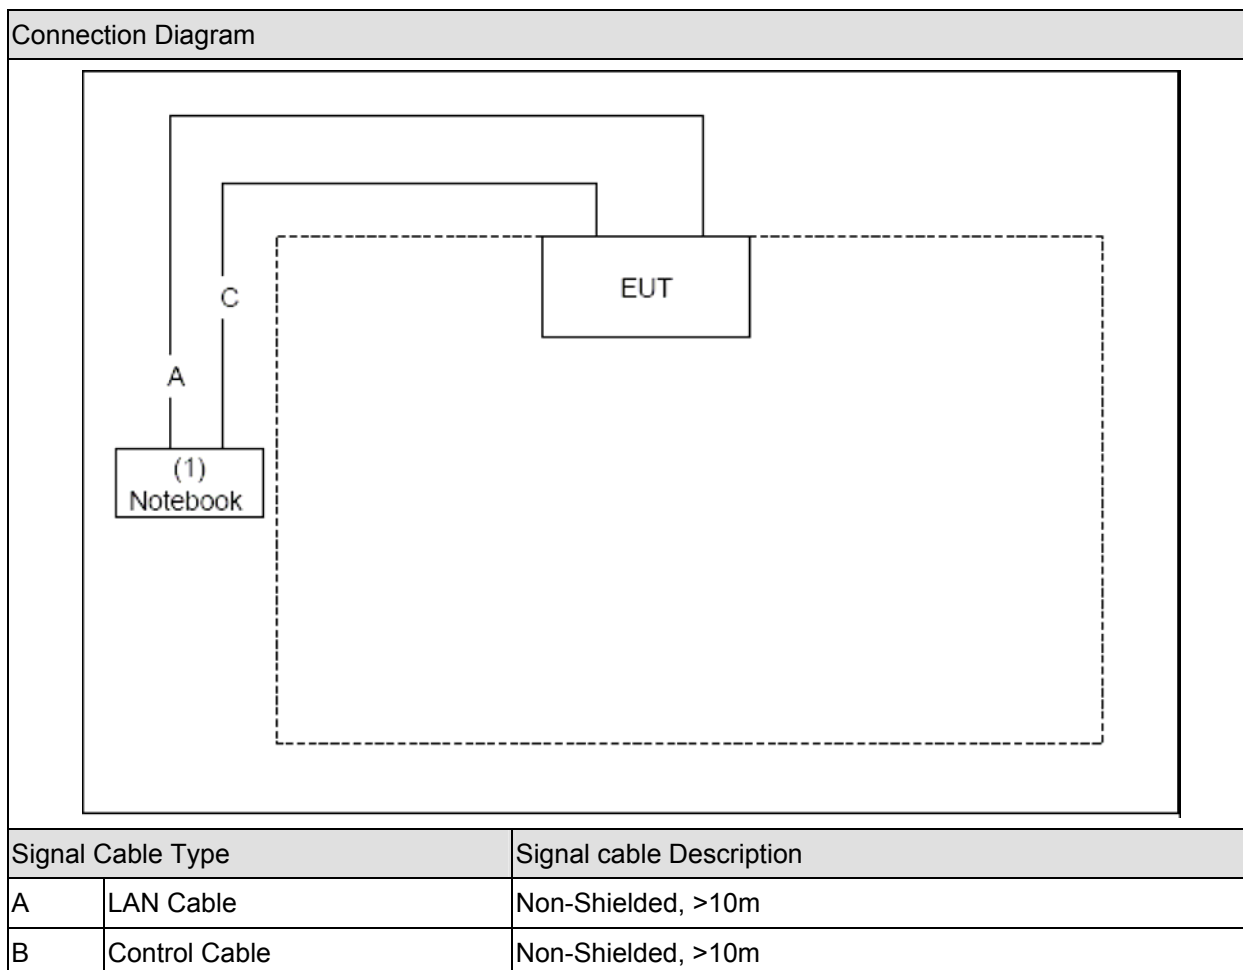 Connection Diagram
EUT
C
A
(1)
Notebook
Signal Cable Type Signal cable Description
A LAN Cable Non-Shielded, >10m
B Control Cable Non-Shielded, >10m